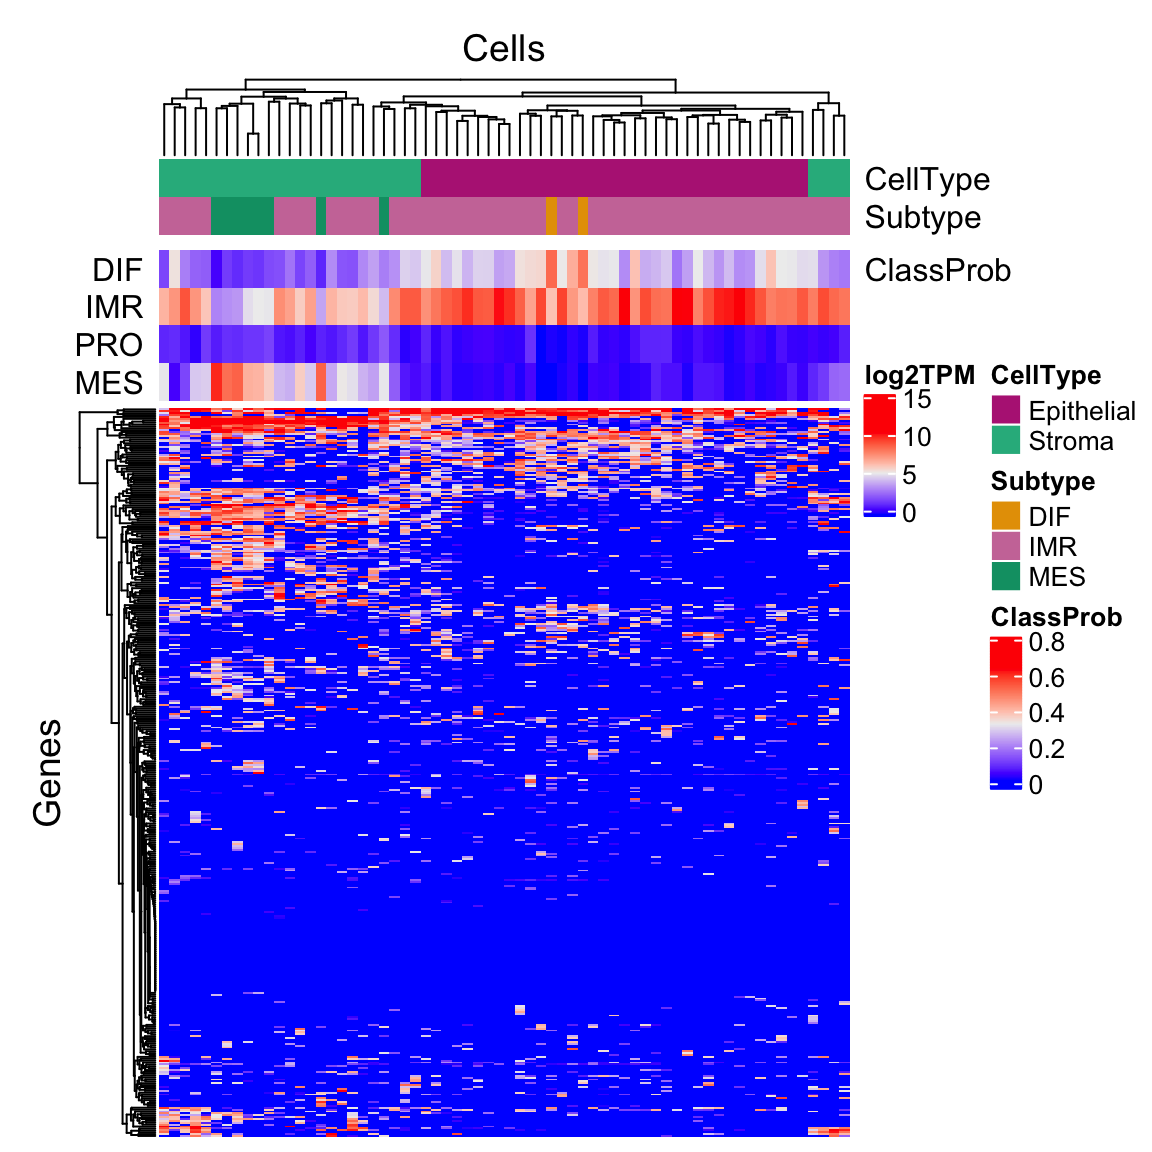 Cells
CellType
Subtype
DIF
IMR
PRO
MES
ClassProb
Genes
log2TPM
15
10
5
0
CellType
Epithelial
Stroma
Subtype
DIF
IMR
MES
ClassProb
0.8
0.6
0.4
0.2
0